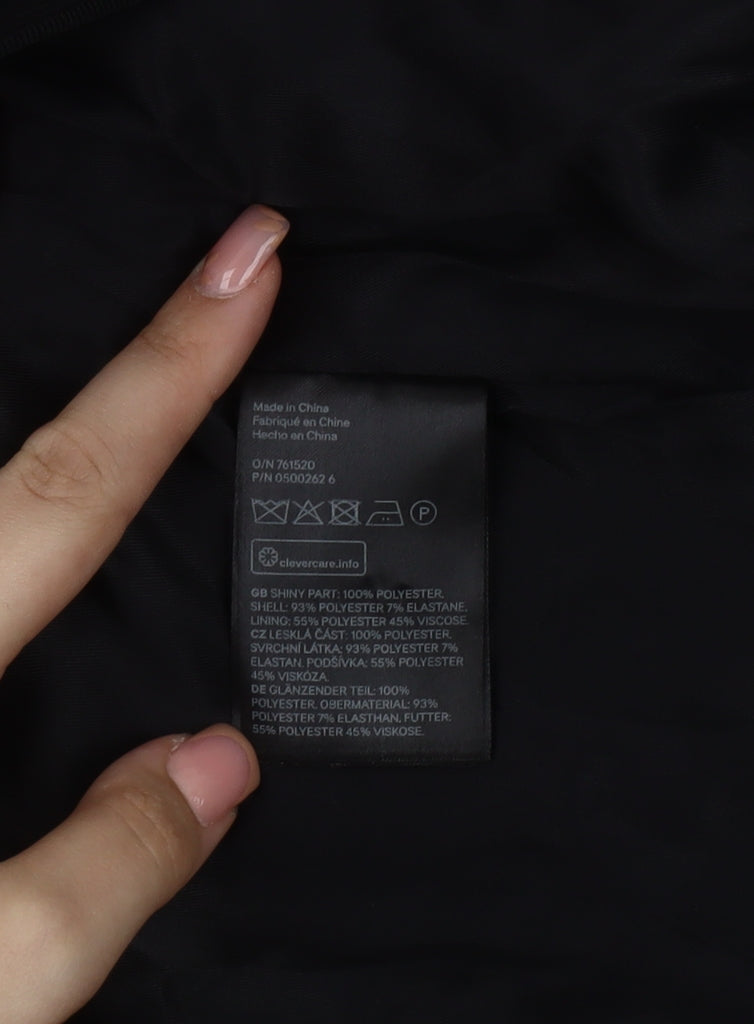 Made in China
Fabriqué en Chine
Hecho en China
O/N 761520
P/N 0500262 6
P
clevercare.info
GB SHINY PART: 100% POLYESTER.
SHELL: 93% POLYESTER 7% ELASTANE.
LINING: 55% POLYESTER 45% VISCOSE.
CZ LESKLÁ ČÁST: 100% POLYESTER.
SVRCHNÍ LÁTKA: 93% POLYESTER 7%
ELASTAN. PODŠÍVKA: 55% POLYESTER
45% VISKÓZA.
DE GLÄNZENDER TEIL: 100%
POLYESTER. OBERMATERIAL: 93%
POLYESTER 7% ELASTHAN. FUTTER:
55% POLYESTER 45% VISKOSE.